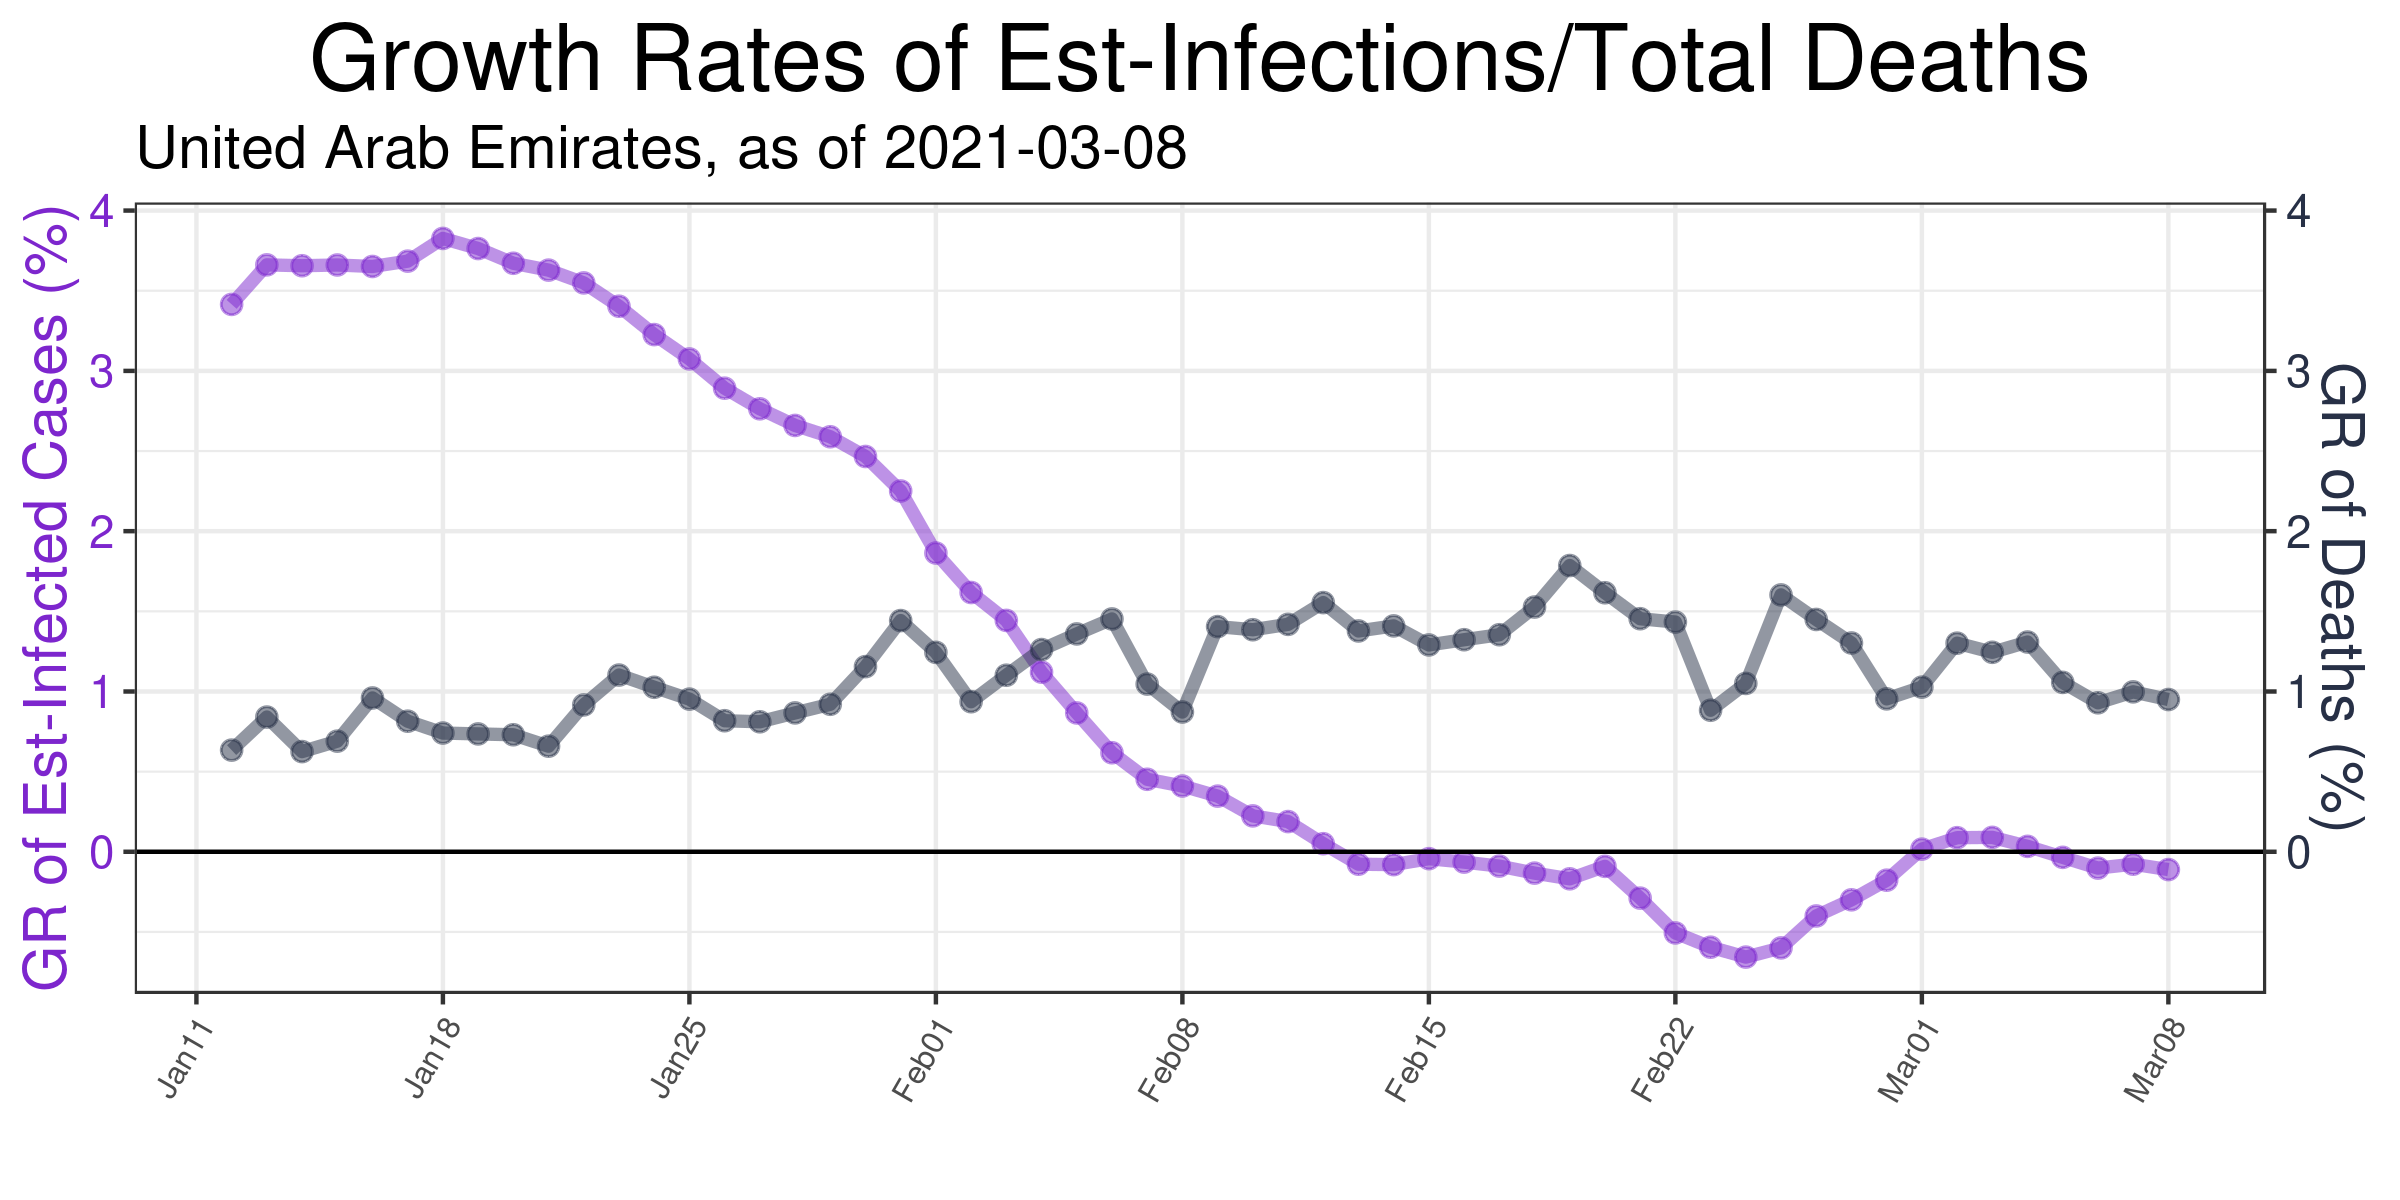 Growth Rates of Est-Infections/Total Deaths
United Arab Emirates, as of 2021-03-08
GR of Est-Infected Cases (%)
4
3
2
1
0
4
3
2
1
0
GR of Deaths (%)
Jan11
Jan18
Jan25
Feb01
Feb08
Feb15
Feb22
Mar01
Mar08